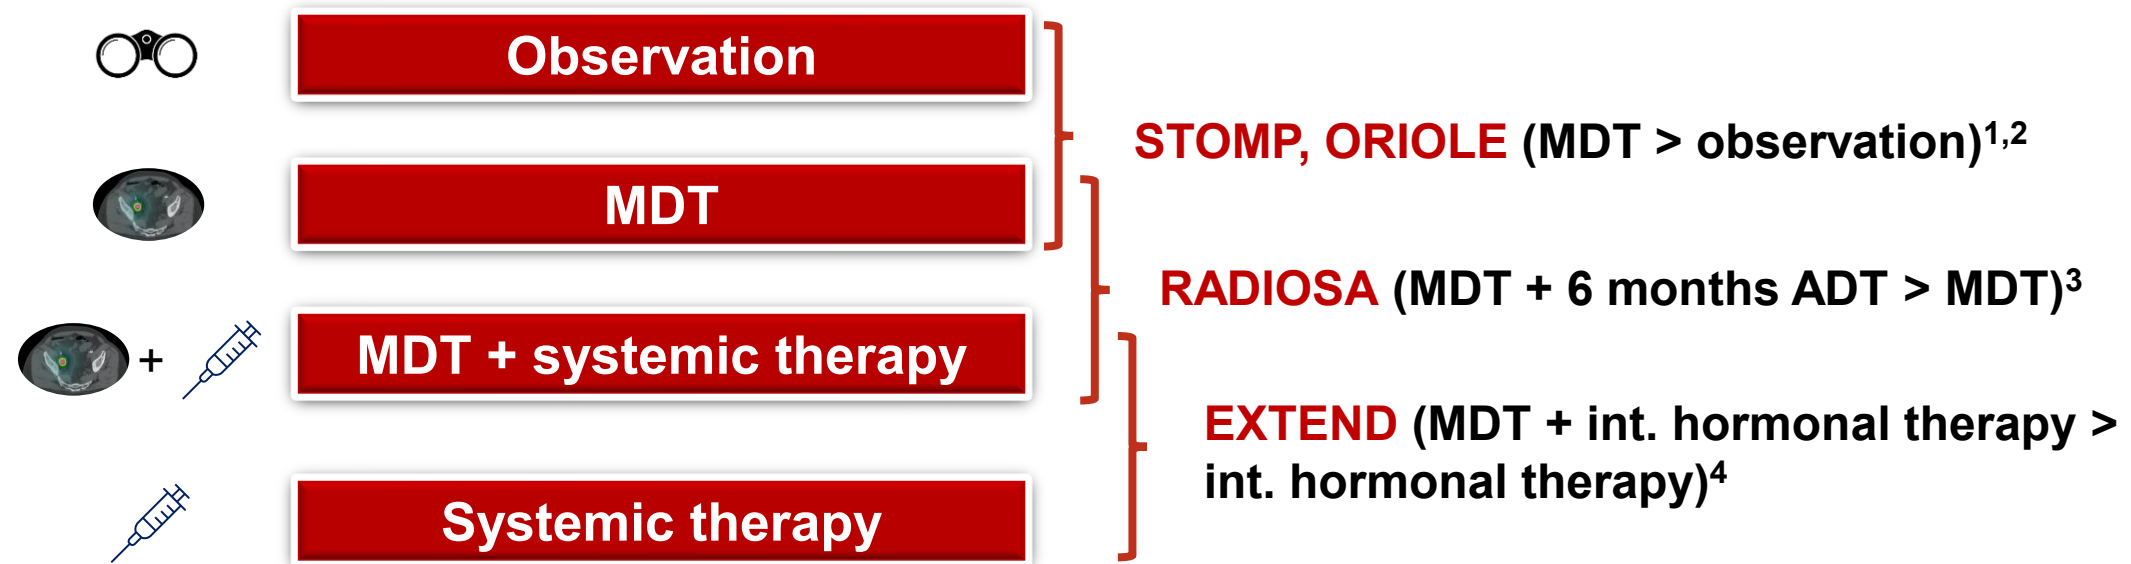 Observation
STOMP, ORIOLE (MDT > observation)1,2
MDT
RADIOSA (MDT + 6 months ADT > MDT)3
+
MDT + systemic therapy
EXTEND (MDT + int. hormonal therapy >
int. hormonal therapy)4
Systemic therapy